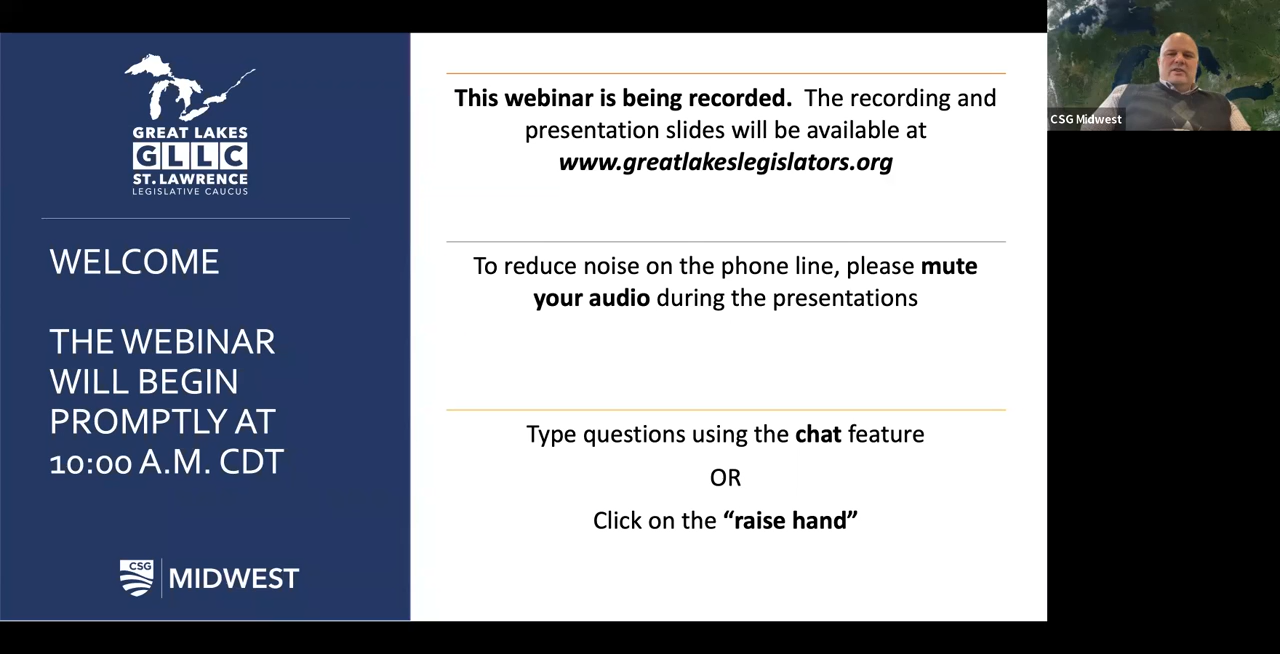 GREAT LAKES
GLLC
ST. LAWRENCE
LEGISLATIVE CAUCUS
WELCOME
THE WEBINAR
WILL BEGIN
PROMPTLY AT
10:00 A.M. CDT
CSG MIDWEST
This webinar is being recorded. The recording and
presentation slides will be available at
www.greatlakeslegislators.org
To reduce noise on the phone line, please mute
your audio during the presentations
Type questions using the chat feature
OR
Click on the “raise hand”
CSG Midwest